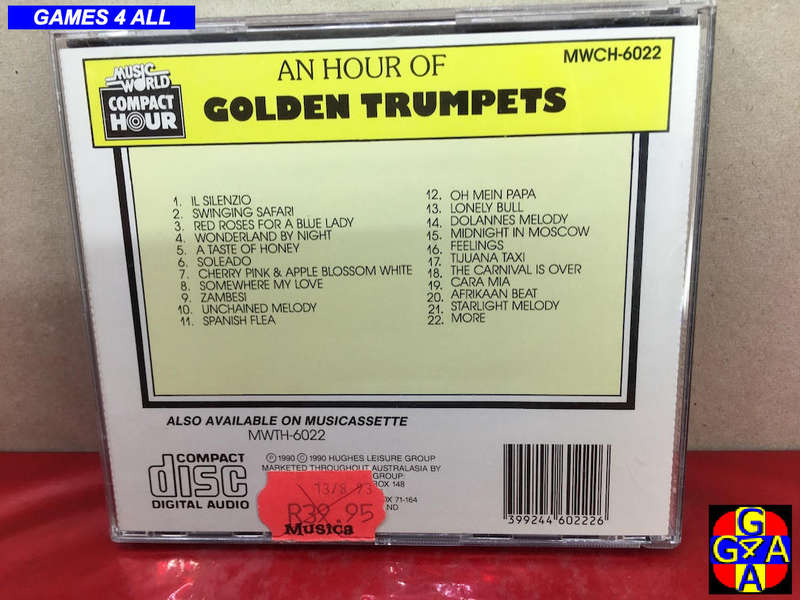 GAMES 4 ALL
MUSIC WORLD
COMPACT HOUR
AN HOUR OF
MWCH-6022
GOLDEN TRUMPETS
1. IL SILENZIO
2. SWINGING SAFARI
3. RED ROSES FOR A BLUE LADY
4. WONDERLAND BY NIGHT
5. A TASTE OF HONEY
6. SOLEADO
7. CHERRY PINK & APPLE BLOSSOM WHITE
8. SOMEWHERE MY LOVE
9. ZAMBESI
10. UNCHAINED MELODY
11. SPANISH FLEA
12. OH MEIN PAPA
13. LONELY BULL
14. DOLANNES MELODY
15. MIDNIGHT IN MOSCOW
16. FEELINGS
17. TIJUANA TAXI
18. THE CARNIVAL IS OVER
19. CARA MIA
20. AFRIKAAN BEAT
21. STARLIGHT MELODY
22. MORE
ALSO AVAILABLE ON MUSICASSETTE
MWTH-6022
COMPACT
disc
DIGITAL AUDIO
℗ 1990 © 1990 HUGHES LEISURE GROUP
MARKETED THROUGHOUT AUSTRALASIA BY
GROUP:
BOX 148
OX 71-164
AND
13/8 93
R39.95
Musica
399244 602226
G
G4A
A